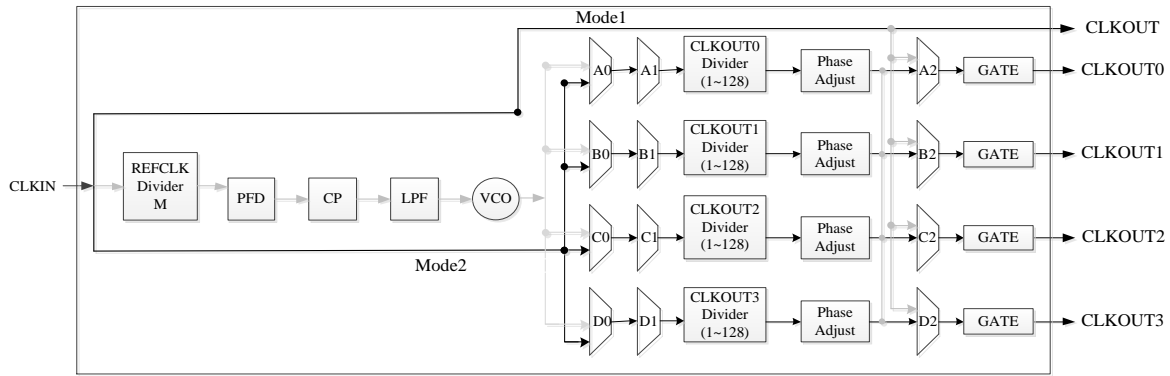 Mode1
CLKOUT
A0
A1
CLKOUT0
Divider
(1~128)
Phase
Adjust
A2
GATE
CLKOUT0
B0
B1
CLKOUT1
Divider
(1~128)
Phase
Adjust
B2
GATE
CLKOUT1
CLKIN
REFCLK
Divider
M
PFD
CP
LPF
VCO
C0
C1
CLKOUT2
Divider
(1~128)
Phase
Adjust
C2
GATE
CLKOUT2
Mode2
D0
D1
CLKOUT3
Divider
(1~128)
Phase
Adjust
D2
GATE
CLKOUT3